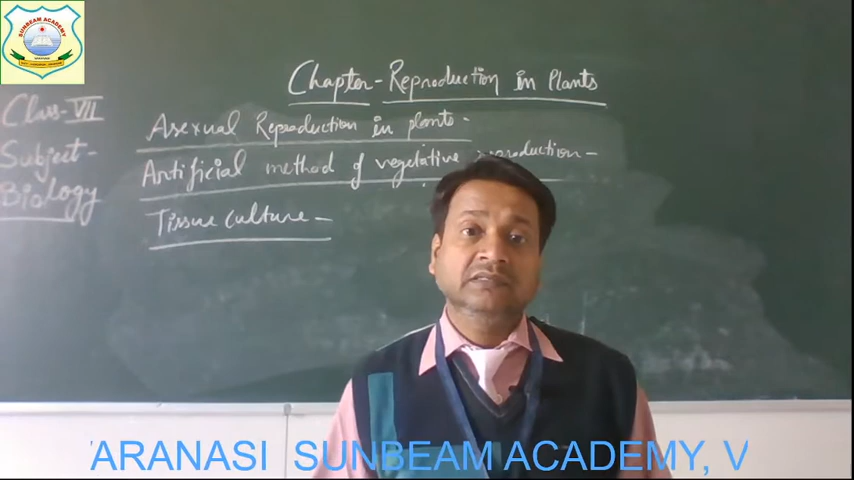 SUNBEAM ACADEMY
Chapter-Reproduction in Plants
Class-VII
Subject-
Biology
Asexual Reproduction in plants-
Artificial method of vegetative reproduction-
Tissue culture-
ARANASI SUNBEAM ACADEMY, V